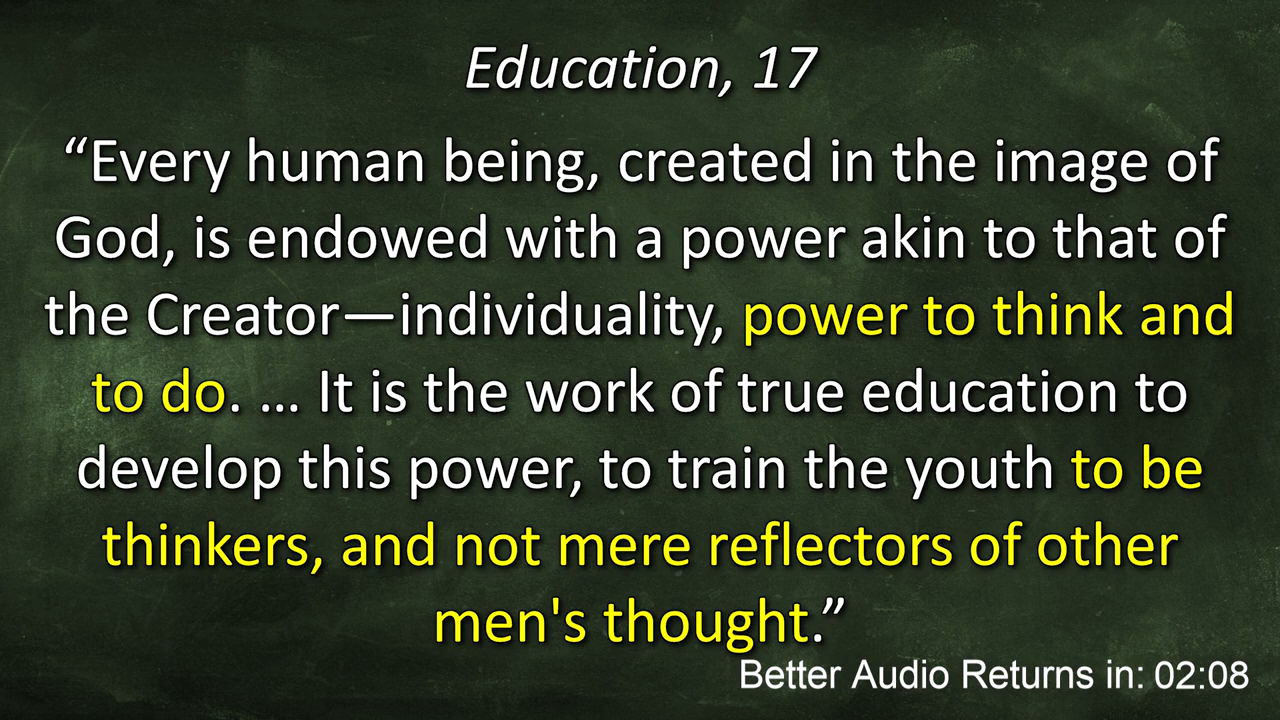 Education, 17
“Every human being, created in the image of
God, is endowed with a power akin to that of
the Creator—individuality, power to think and
to do. ... It is the work of true education to
develop this power, to train the youth to be
thinkers, and not mere reflectors of other
men's thought.”
Better Audio Returns in: 02:08